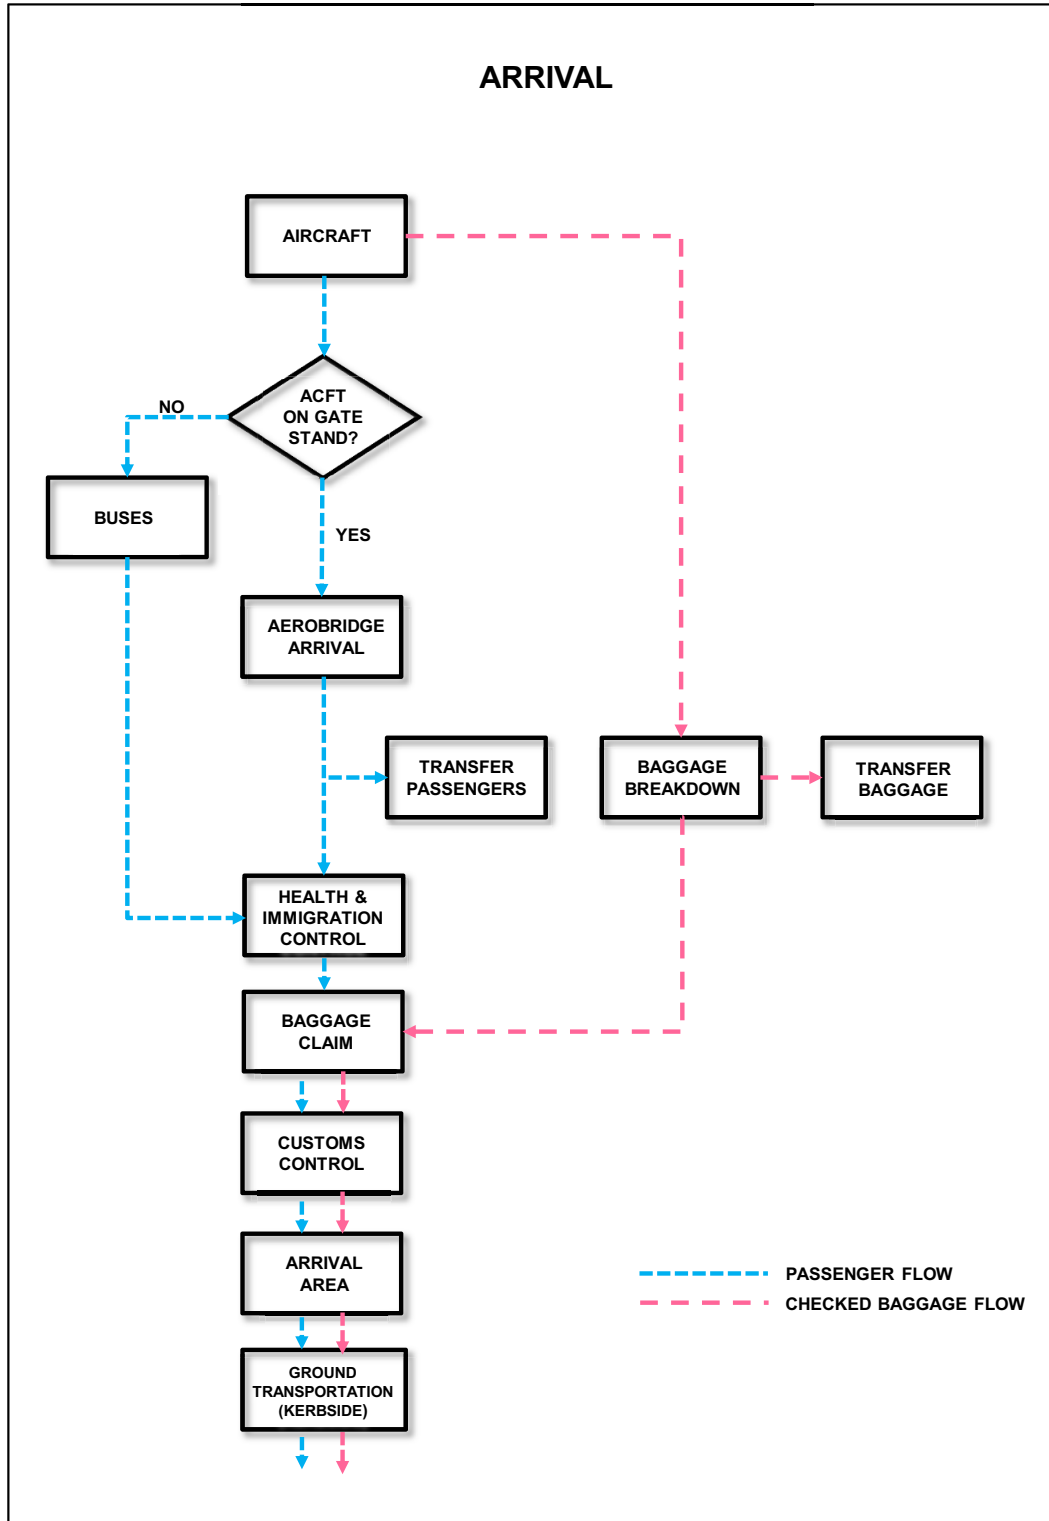 ARRIVAL
AIRCRAFT
ACFT
ON GATE
STAND?
NO
BUSES
YES
AEROBRIDGE
ARRIVAL
TRANSFER
PASSENGERS
BAGGAGE
BREAKDOWN
TRANSFER
BAGGAGE
HEALTH &
IMMIGRATION
CONTROL
BAGGAGE
CLAIM
CUSTOMS
CONTROL
ARRIVAL
AREA
PASSENGER FLOW
CHECKED BAGGAGE FLOW
GROUND
TRANSPORTATION
(KERBSIDE)